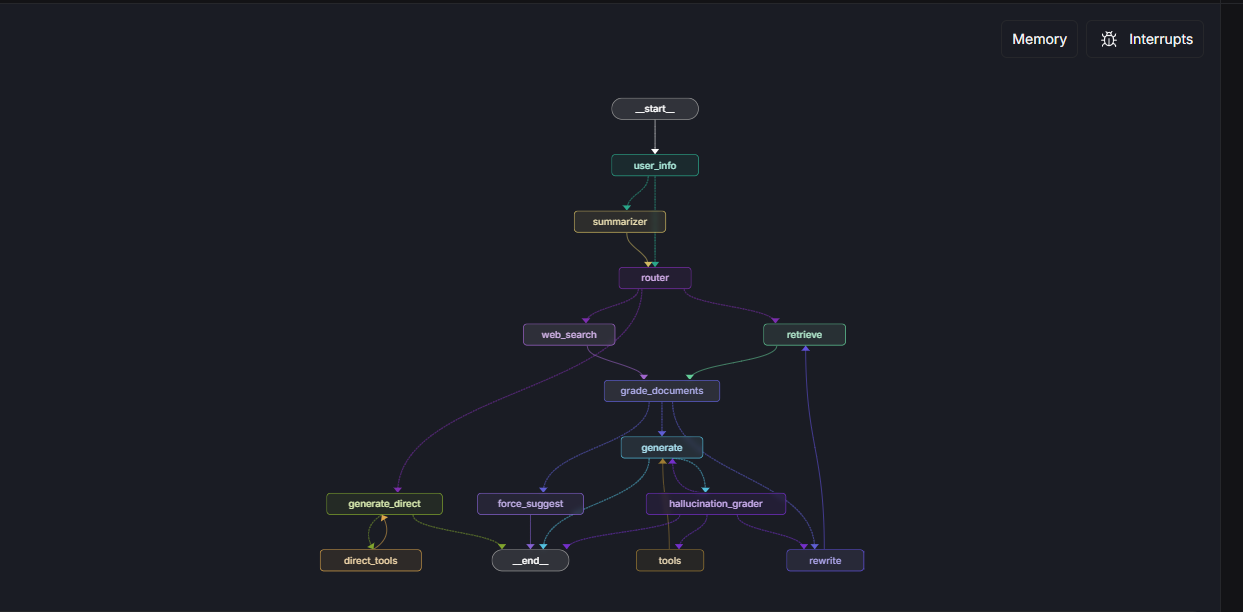 Memory
Interrupts
__start__
user_info
summarizer
router
web_search
retrieve
grade_documents
generate
generate_direct
force_suggest
hallucination_grader
direct_tools
__end__
tools
rewrite